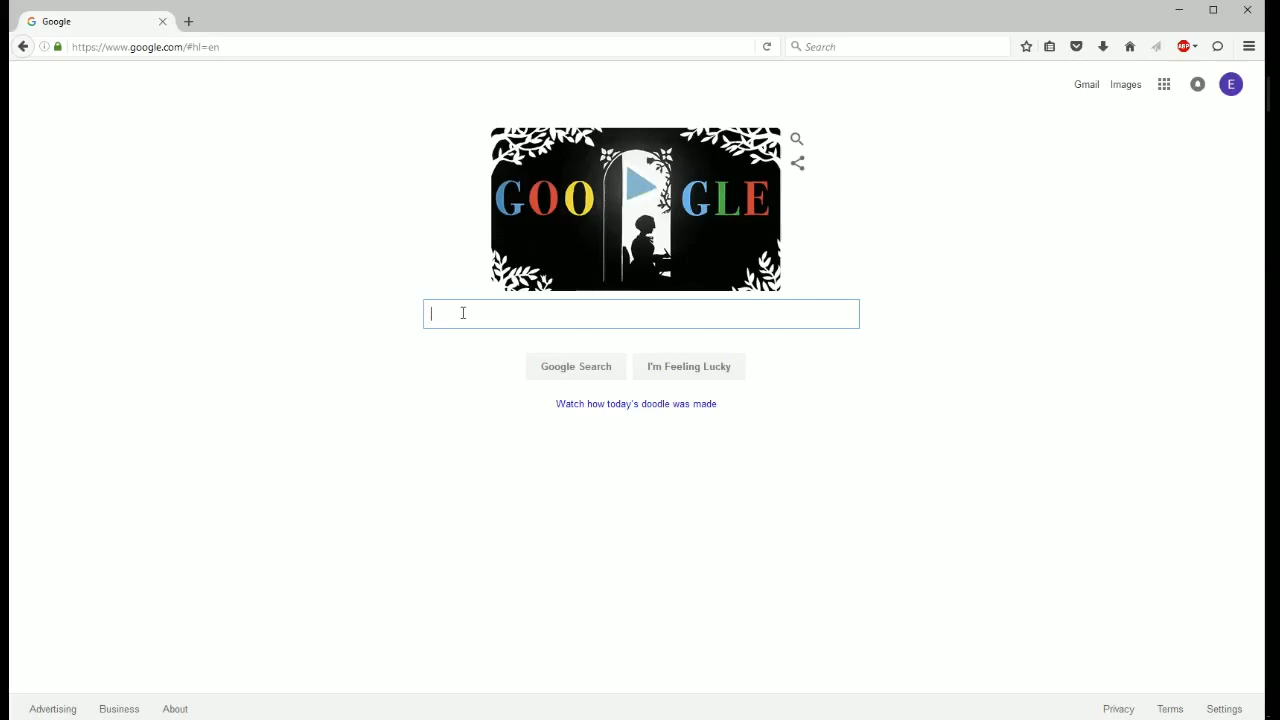 Google
https://www.google.com/#hl=en
Search
ABP
Gmail Images
E
GOO GLE
Google Search I'm Feeling Lucky
Watch how today's doodle was made
Advertising Business About Privacy Terms Settings